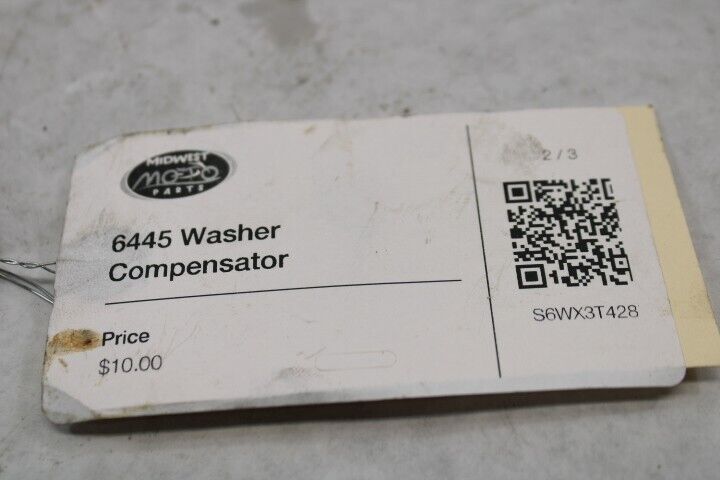 MIDWEST
MOTO
PARTS
6445 Washer
Compensator
Price
$10.00
2 / 3
S6WX3T428